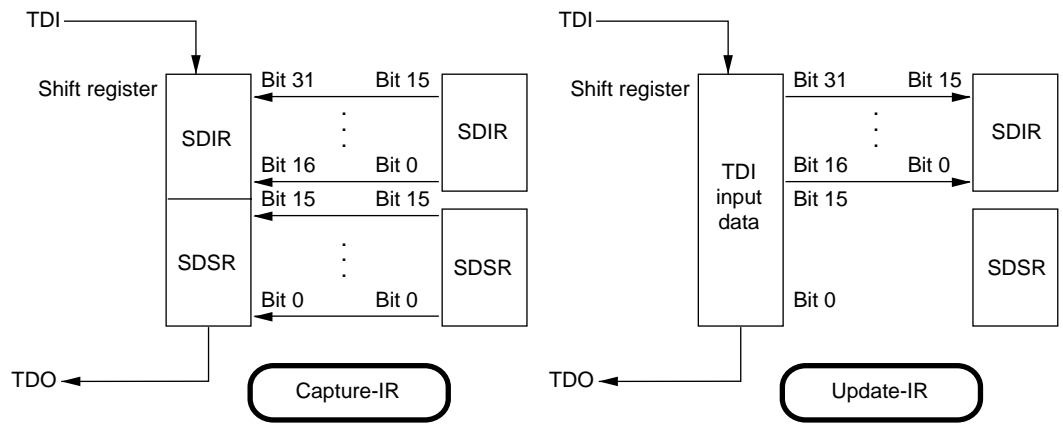 TDI
Shift register
Bit 31 Bit 15
.
.
.
SDIR
SDIR
Bit 16 Bit 0
Bit 15 Bit 15
.
.
.
SDSR
SDSR
Bit 0 Bit 0
TDO
Capture-IR
TDI
Shift register
Bit 31 Bit 15
.
.
.
SDIR
Bit 16 Bit 0
TDI
input
data
Bit 15
SDSR
Bit 0
TDO
Update-IR